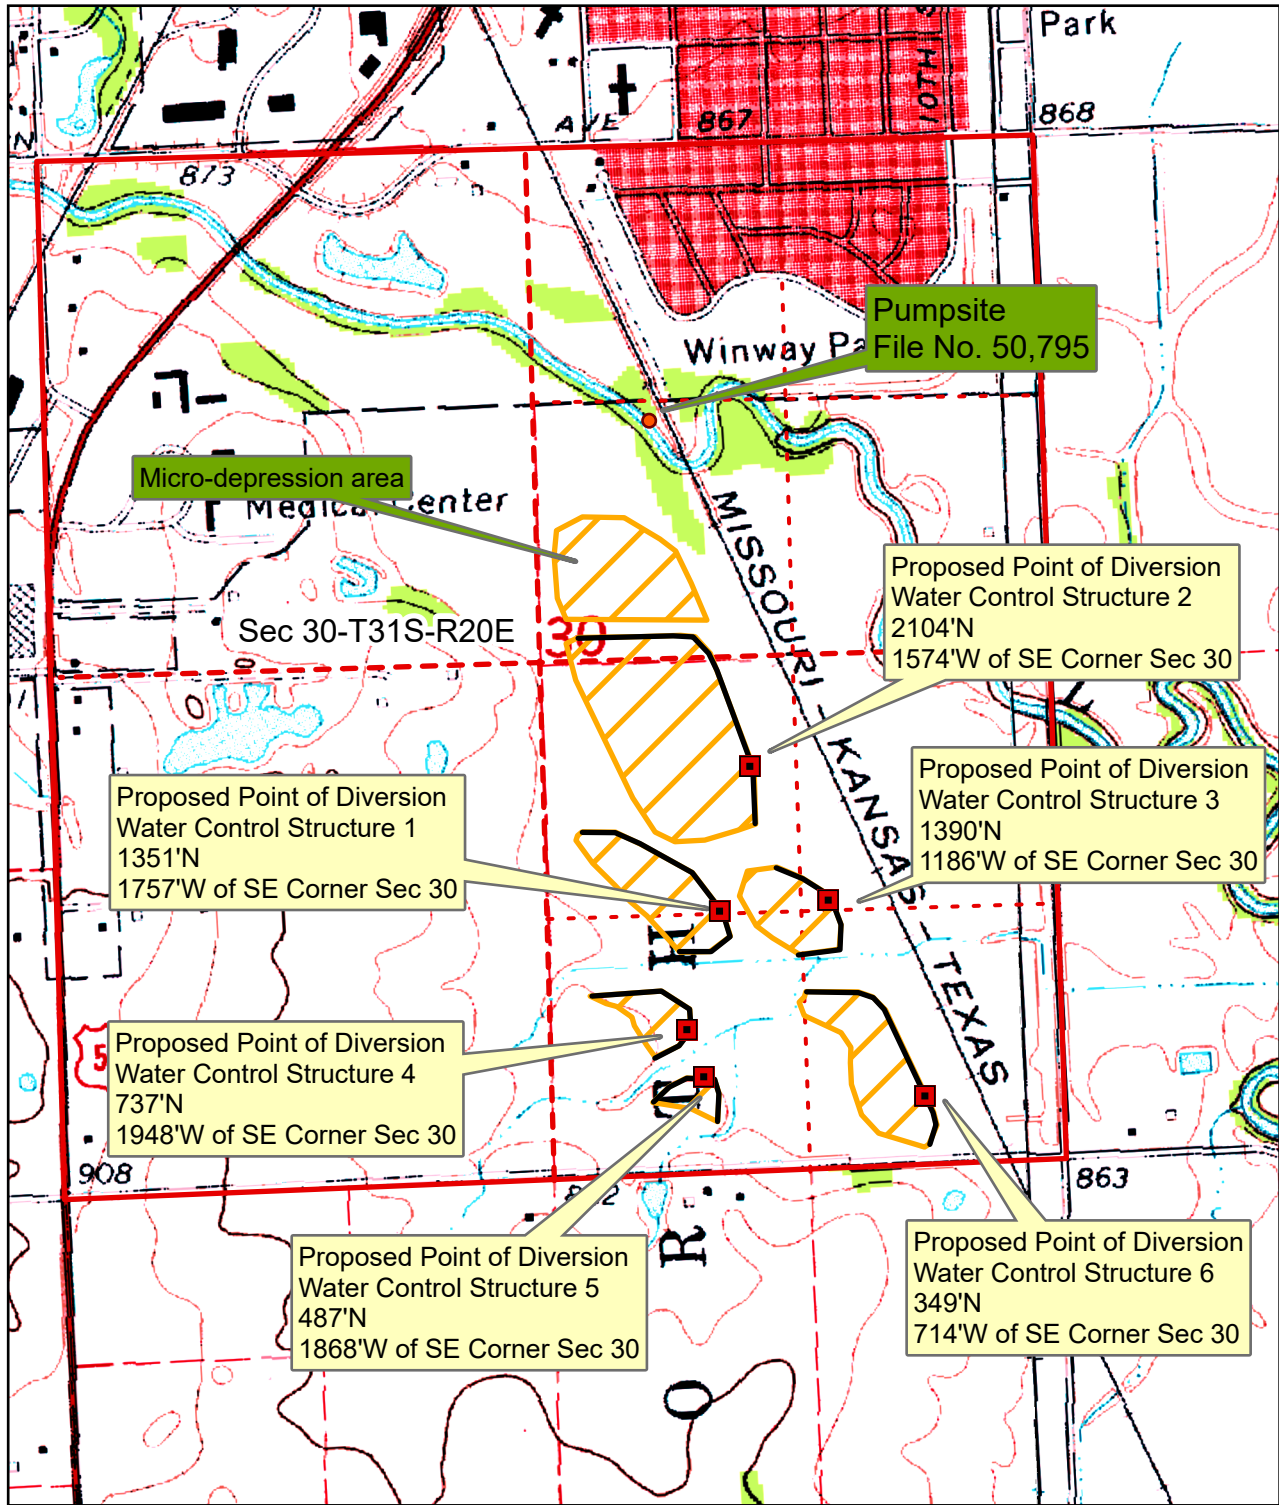 Park
10TH S
AVE
867
868
N
873
Pumpsite
File No. 50,795
Winway Pa
Micro-depression area
Medical Center
MISSOURI - KANSAS - TEXAS
Proposed Point of Diversion
Water Control Structure 2
2104'N
1574'W of SE Corner Sec 30
Sec 30-T31S-R20E
30
Proposed Point of Diversion
Water Control Structure 3
1390'N
1186'W of SE Corner Sec 30
Proposed Point of Diversion
Water Control Structure 1
1351'N
1757'W of SE Corner Sec 30
H
5
Proposed Point of Diversion
Water Control Structure 4
737'N
1948'W of SE Corner Sec 30
908
863
R
Proposed Point of Diversion
Water Control Structure 5
487'N
1868'W of SE Corner Sec 30
Proposed Point of Diversion
Water Control Structure 6
349'N
714'W of SE Corner Sec 30
O